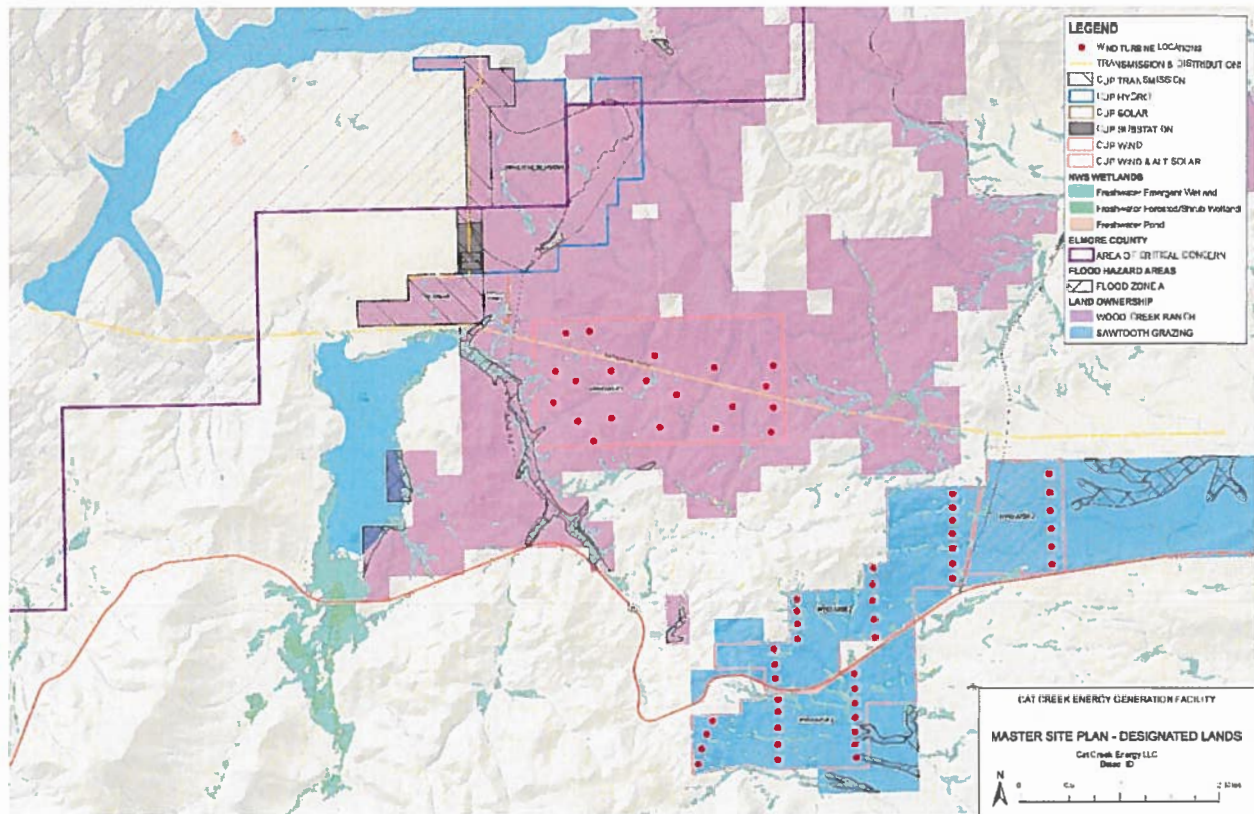 LEGEND
WIND TURBINE LOCATIONS
TRANSMISSION & DISTRIBUTION
CUP TRANSMISSION
CUP HYDRO
CUP SOLAR
CUP SUBSTATION
CUP WIND
CUP WIND & ALT SOLAR
NWS WETLANDS
Freshwater Emergent Wetland
Freshwater Forested/Shrub Wetland
Freshwater Pond
ELMORE COUNTY
AREA OF CRITICAL CONCERN
FLOOD HAZARD AREAS
FLOOD ZONE A
LAND OWNERSHIP
WOOD CREEK RANCH
SAWTOOTH GRAZING
CAT CREEK ENERGY GENERATION FACILITY
MASTER SITE PLAN - DESIGNATED LANDS
Cat Creek Energy LLC
Boise ID
N
0